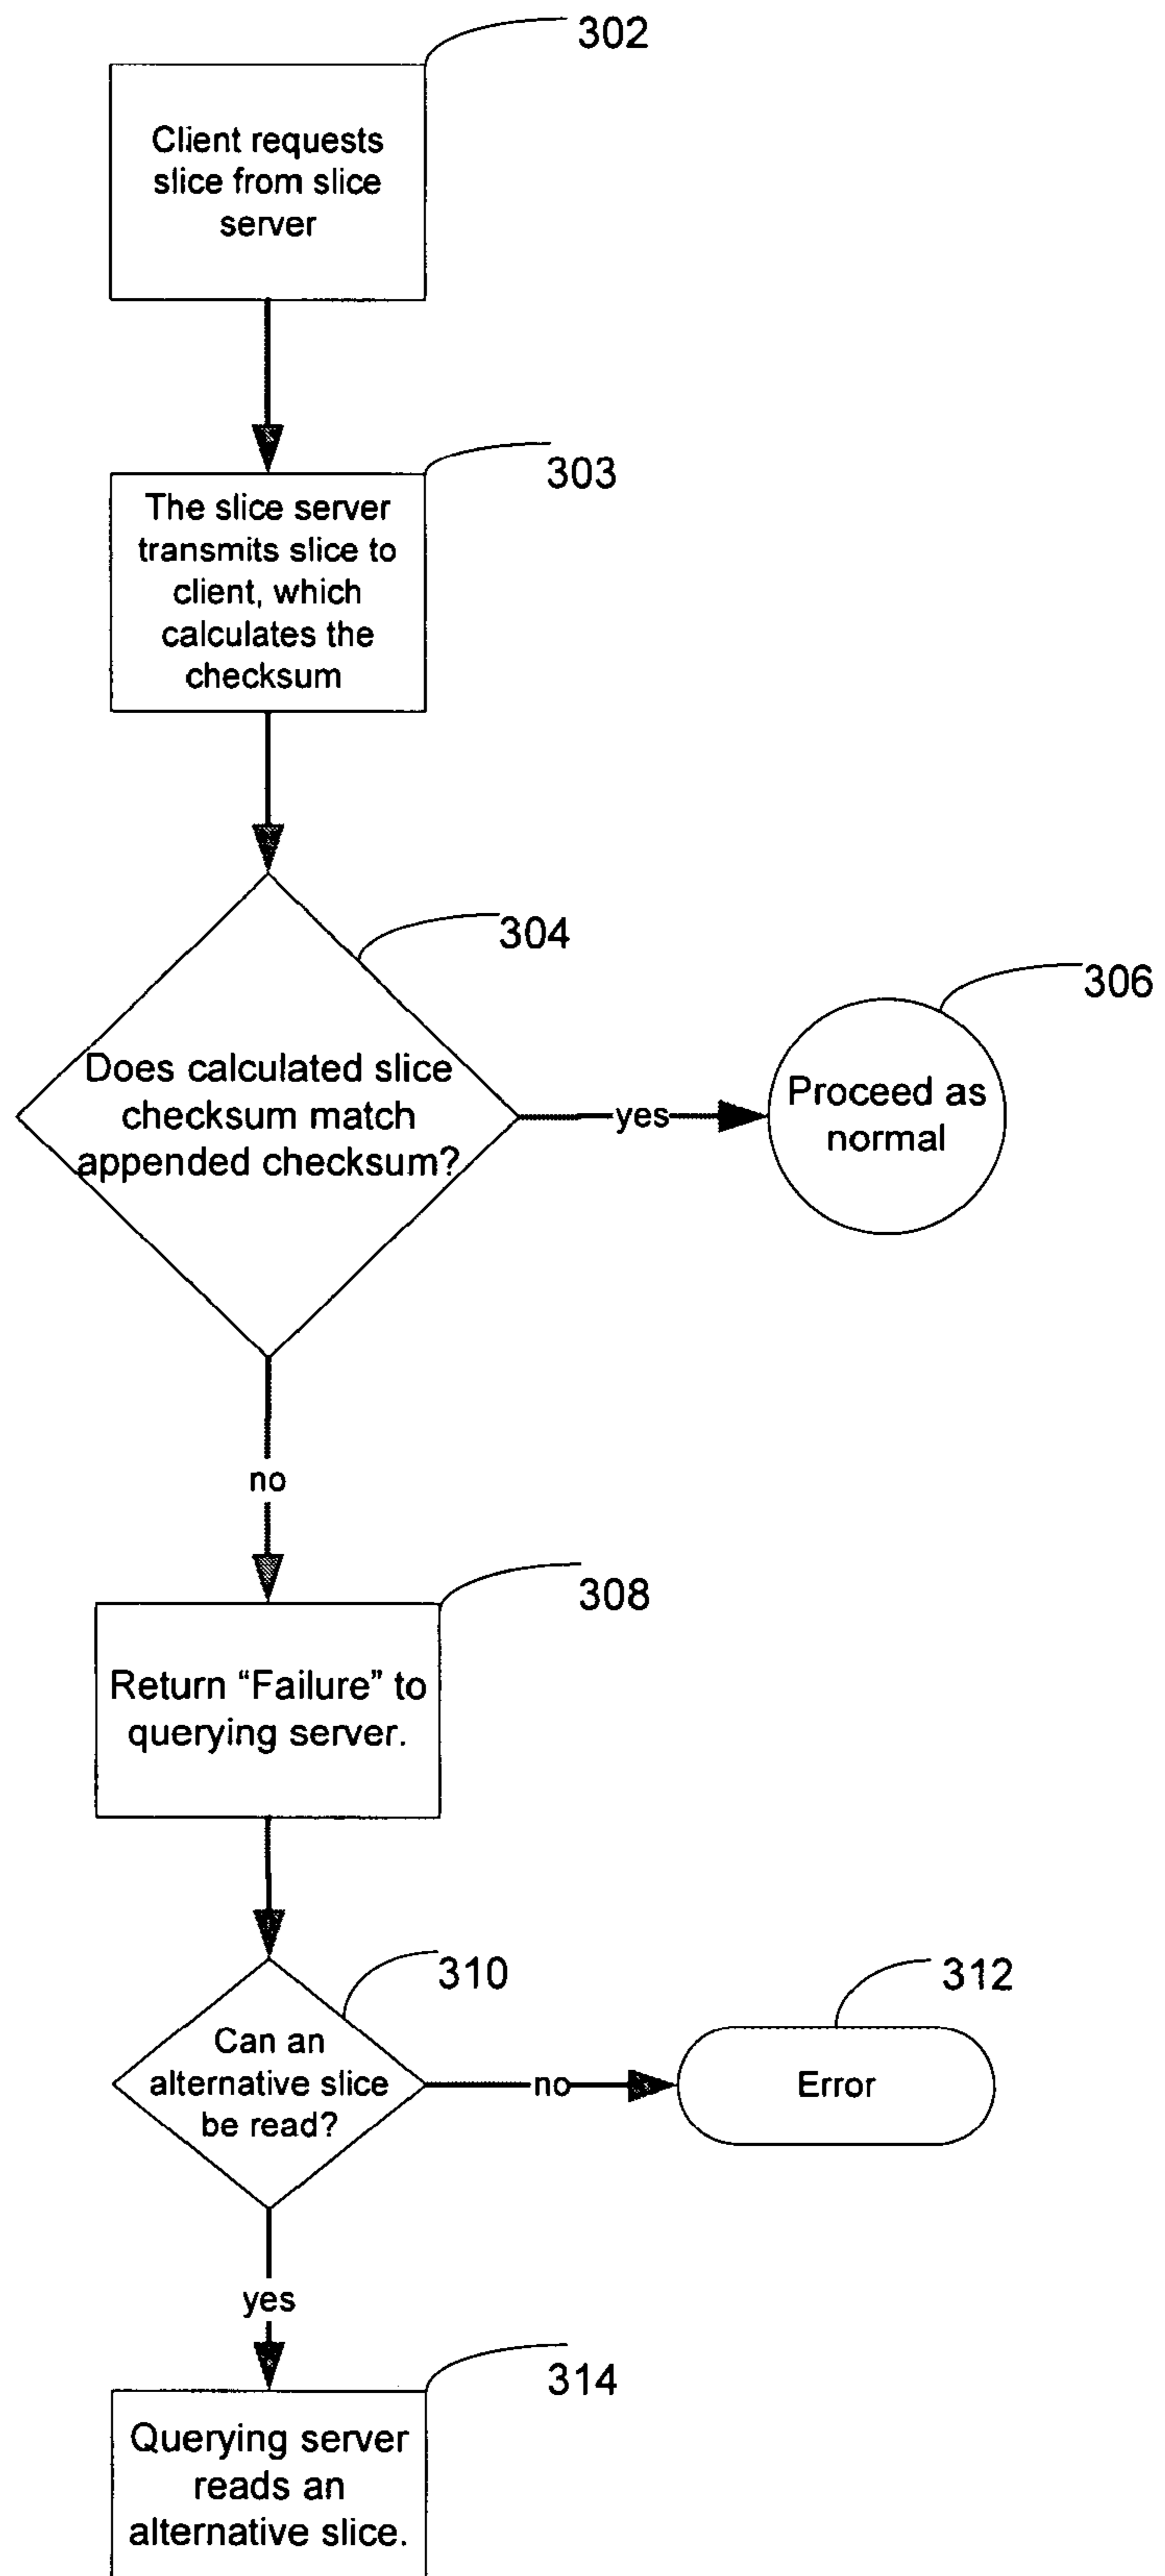 302
Client requests
slice from slice
server
303
The slice server
transmits slice to
client, which
calculates the
checksum
304
306
Does calculated slice
checksum match
appended checksum?
yes
Proceed as
normal
no
308
Return “Failure” to
querying server.
310
312
Can an
alternative slice
be read?
no
Error
yes
314
Querying server
reads an
alternative slice.